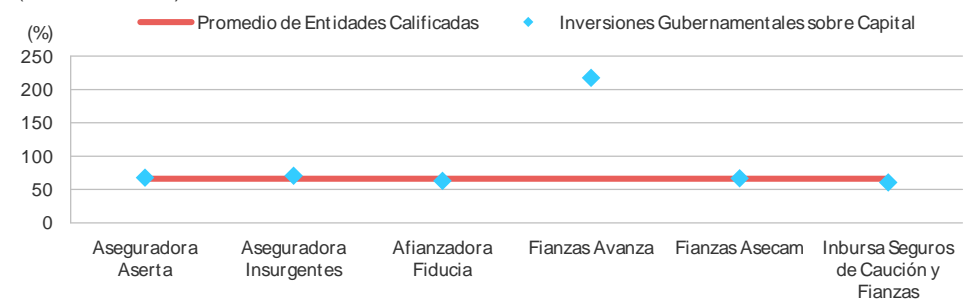 Promedio de Entidades Calificadas
Inversiones Gubernamentales sobre Capital
(%)
250
200
150
100
50
0
Aseguradora
Aserta
Aseguradora
Insurgentes
Afianzadora
Fiducia
Fianzas Avanza
Fianzas Asecam
Inbursa Seguros
de Caución y
Fianzas